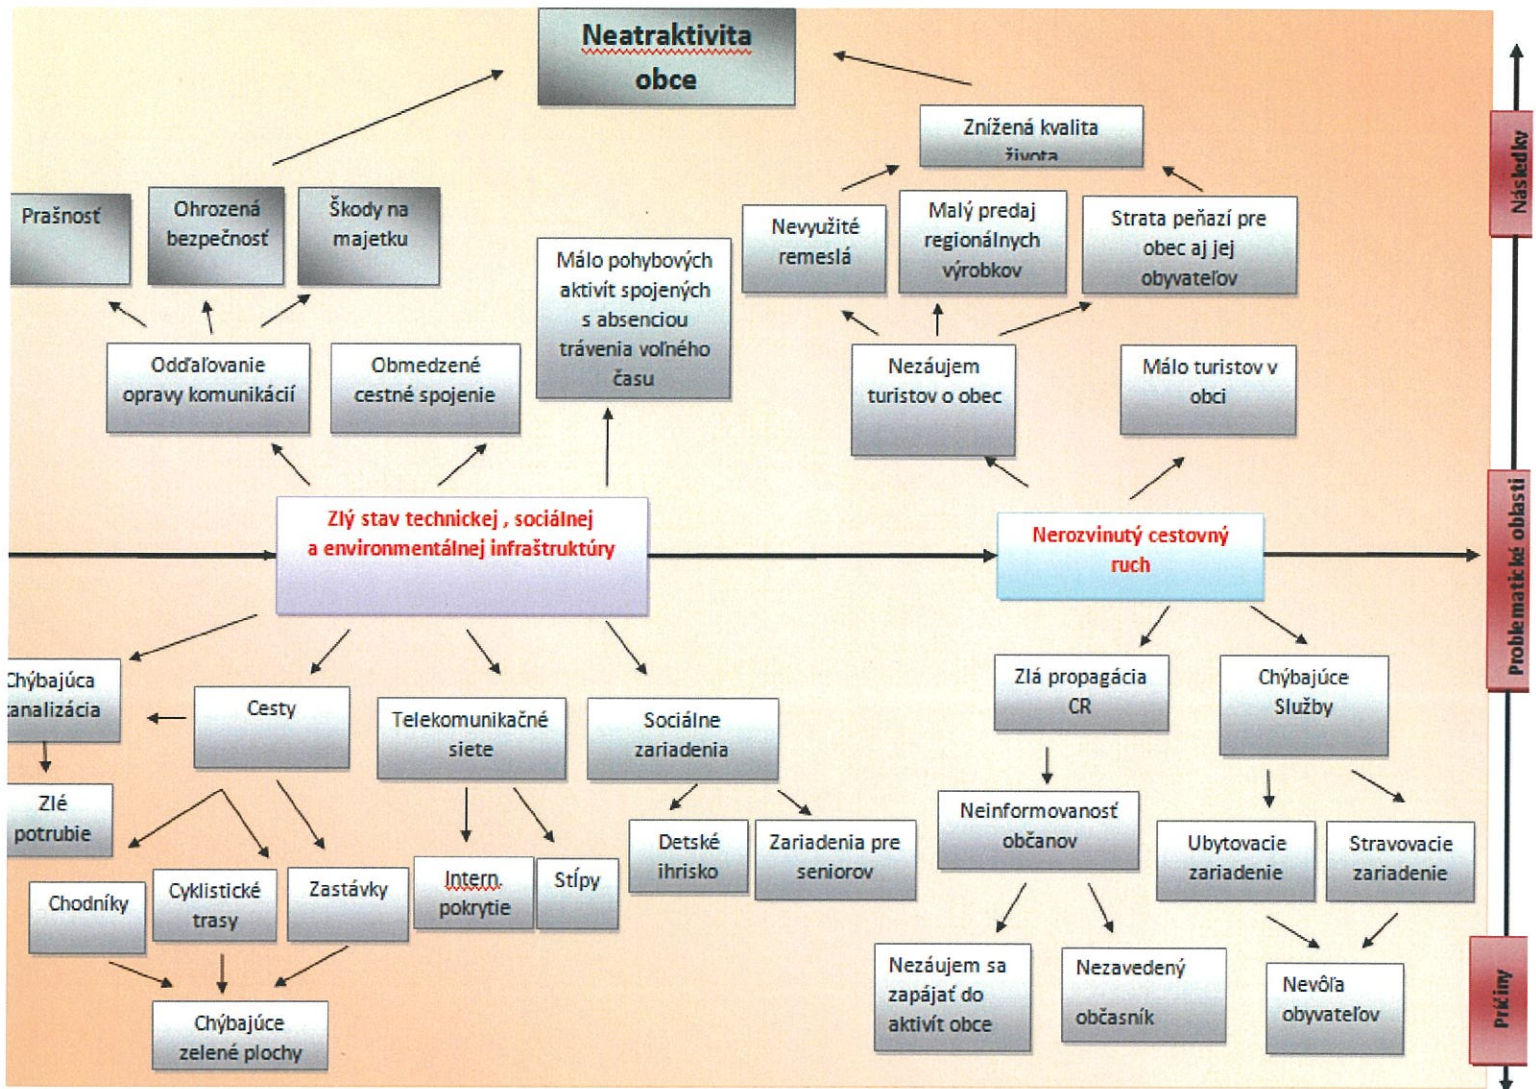 Neatraktivita
obce
Znížená kvalita
života
Následky
Prašnosť
Ohrozená
bezpečnosť
Škody na
majetku
Málo pohybových
aktivít spojených
s absenciou
trávenia voľného
času
Nevyužité
remeslá
Malý predaj
regionálnych
výrobkov
Strata peňazí pre
obec aj jej
obyvateľov
Odďaľovanie
opravy komunikácií
Obmedzené
cestné spojenie
Nezáujem
turistov o obec
Málo turistov v
obci
Zlý stav technickej , sociálnej
a environmentálnej infraštruktúry
Nerozvinutý cestovný
ruch
Problematické oblasti
Chýbajúca
kanalizácia
Cesty
Telekomunikačné
siete
Sociálne
zariadenia
Zlá propagácia
CR
Chýbajúce
Služby
Zlé
potrubie
Chodníky
Cyklistické
trasy
Zastávky
Intern.
pokrytie
Stĺpy
Detské
ihrisko
Zariadenia pre
seniorov
Neinformovanosť
občanov
Ubytovacie
zariadenie
Stravovacie
zariadenie
Chýbajúce
zelené plochy
Nezáujem sa
zapájať do
aktivít obce
Nezavedený
občasník
Nevôľa
obyvateľov
Príčiny